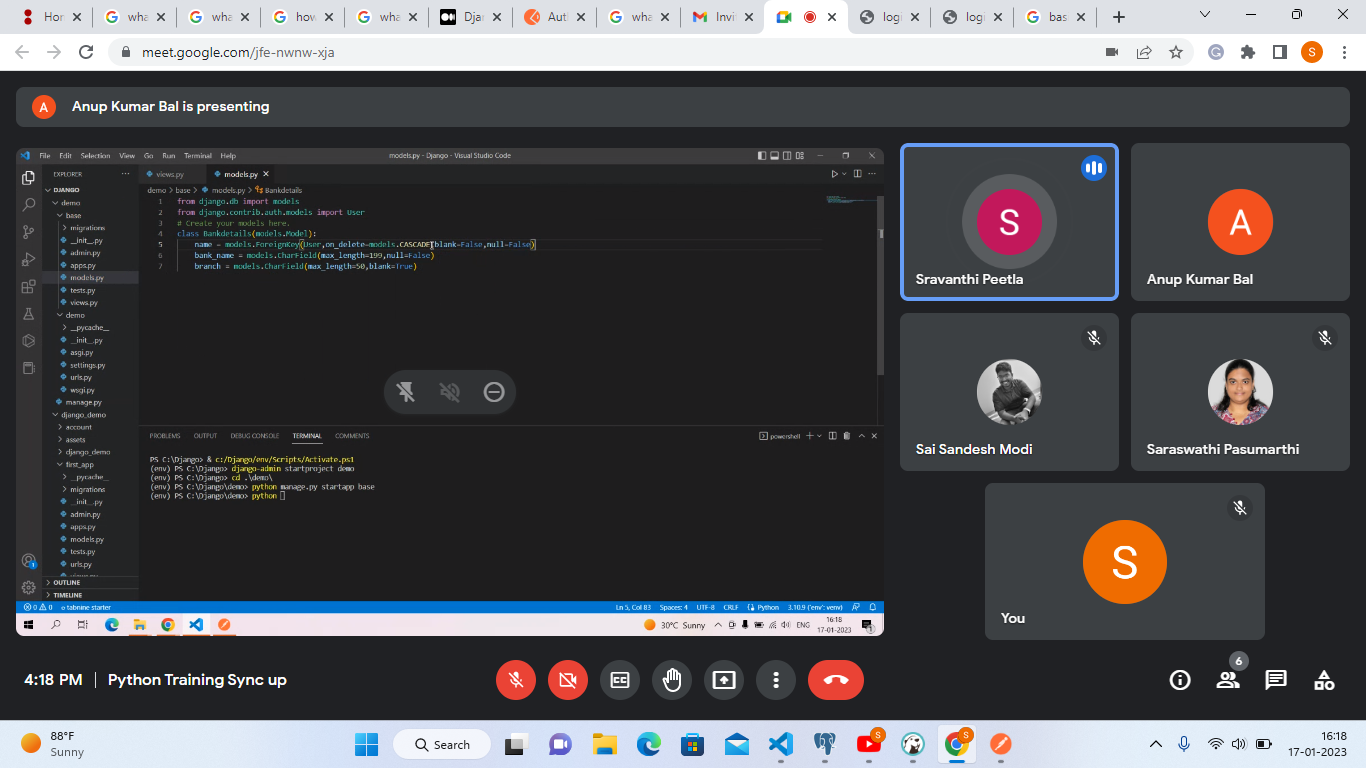 Hor
wha
wha
how
wha
Djar
Auth
wha
Invit
logi
logi
bas
meet.google.com/jfe-nwnw-xja
S
A
Anup Kumar Bal is presenting
File Edit Selection View Go Run Terminal Help
models.py - Django - Visual Studio Code
EXPLORER
DJANGO
demo
base
migrations
__init__.py
admin.py
apps.py
models.py
tests.py
views.py
demo
__pycache__
__init__.py
asgi.py
settings.py
urls.py
wsgi.py
manage.py
django_demo
account
assets
django_demo
first_app
__pycache__
migrations
__init__.py
admin.py
apps.py
models.py
tests.py
urls.py
OUTLINE
TIMELINE
views.py
models.py
demo > base > models.py > Bankdetails
1 from django.db import models
2 from django.contrib.auth.models import User
3 # Create your models here.
4 class Bankdetails(models.Model):
5 name = models.ForeignKey(User,on_delete=models.CASCADE,blank=False,null=False)
6 bank_name = models.CharField(max_length=199,null=False)
7 branch = models.CharField(max_length=50,blank=True)
PROBLEMS OUTPUT DEBUG CONSOLE TERMINAL COMMENTS
powershell
PS C:\Django> & c:/Django/env/Scripts/Activate.ps1
(env) PS C:\Django> django-admin startproject demo
(env) PS C:\Django> cd .\demo\
(env) PS C:\Django\demo> python manage.py startapp base
(env) PS C:\Django\demo> python
0 0 tabnine starter
Ln 5, Col 83 Spaces: 4 UTF-8 CRLF Python 3.10.9 ('env': venv)
30°C Sunny
ENG
16:18
17-01-2023
S
Sravanthi Peetla
A
Anup Kumar Bal
Sai Sandesh Modi
Saraswathi Pasumarthi
S
You
4:18 PM | Python Training Sync up
6
88°F
Sunny
Search
S
S
16:18
17-01-2023